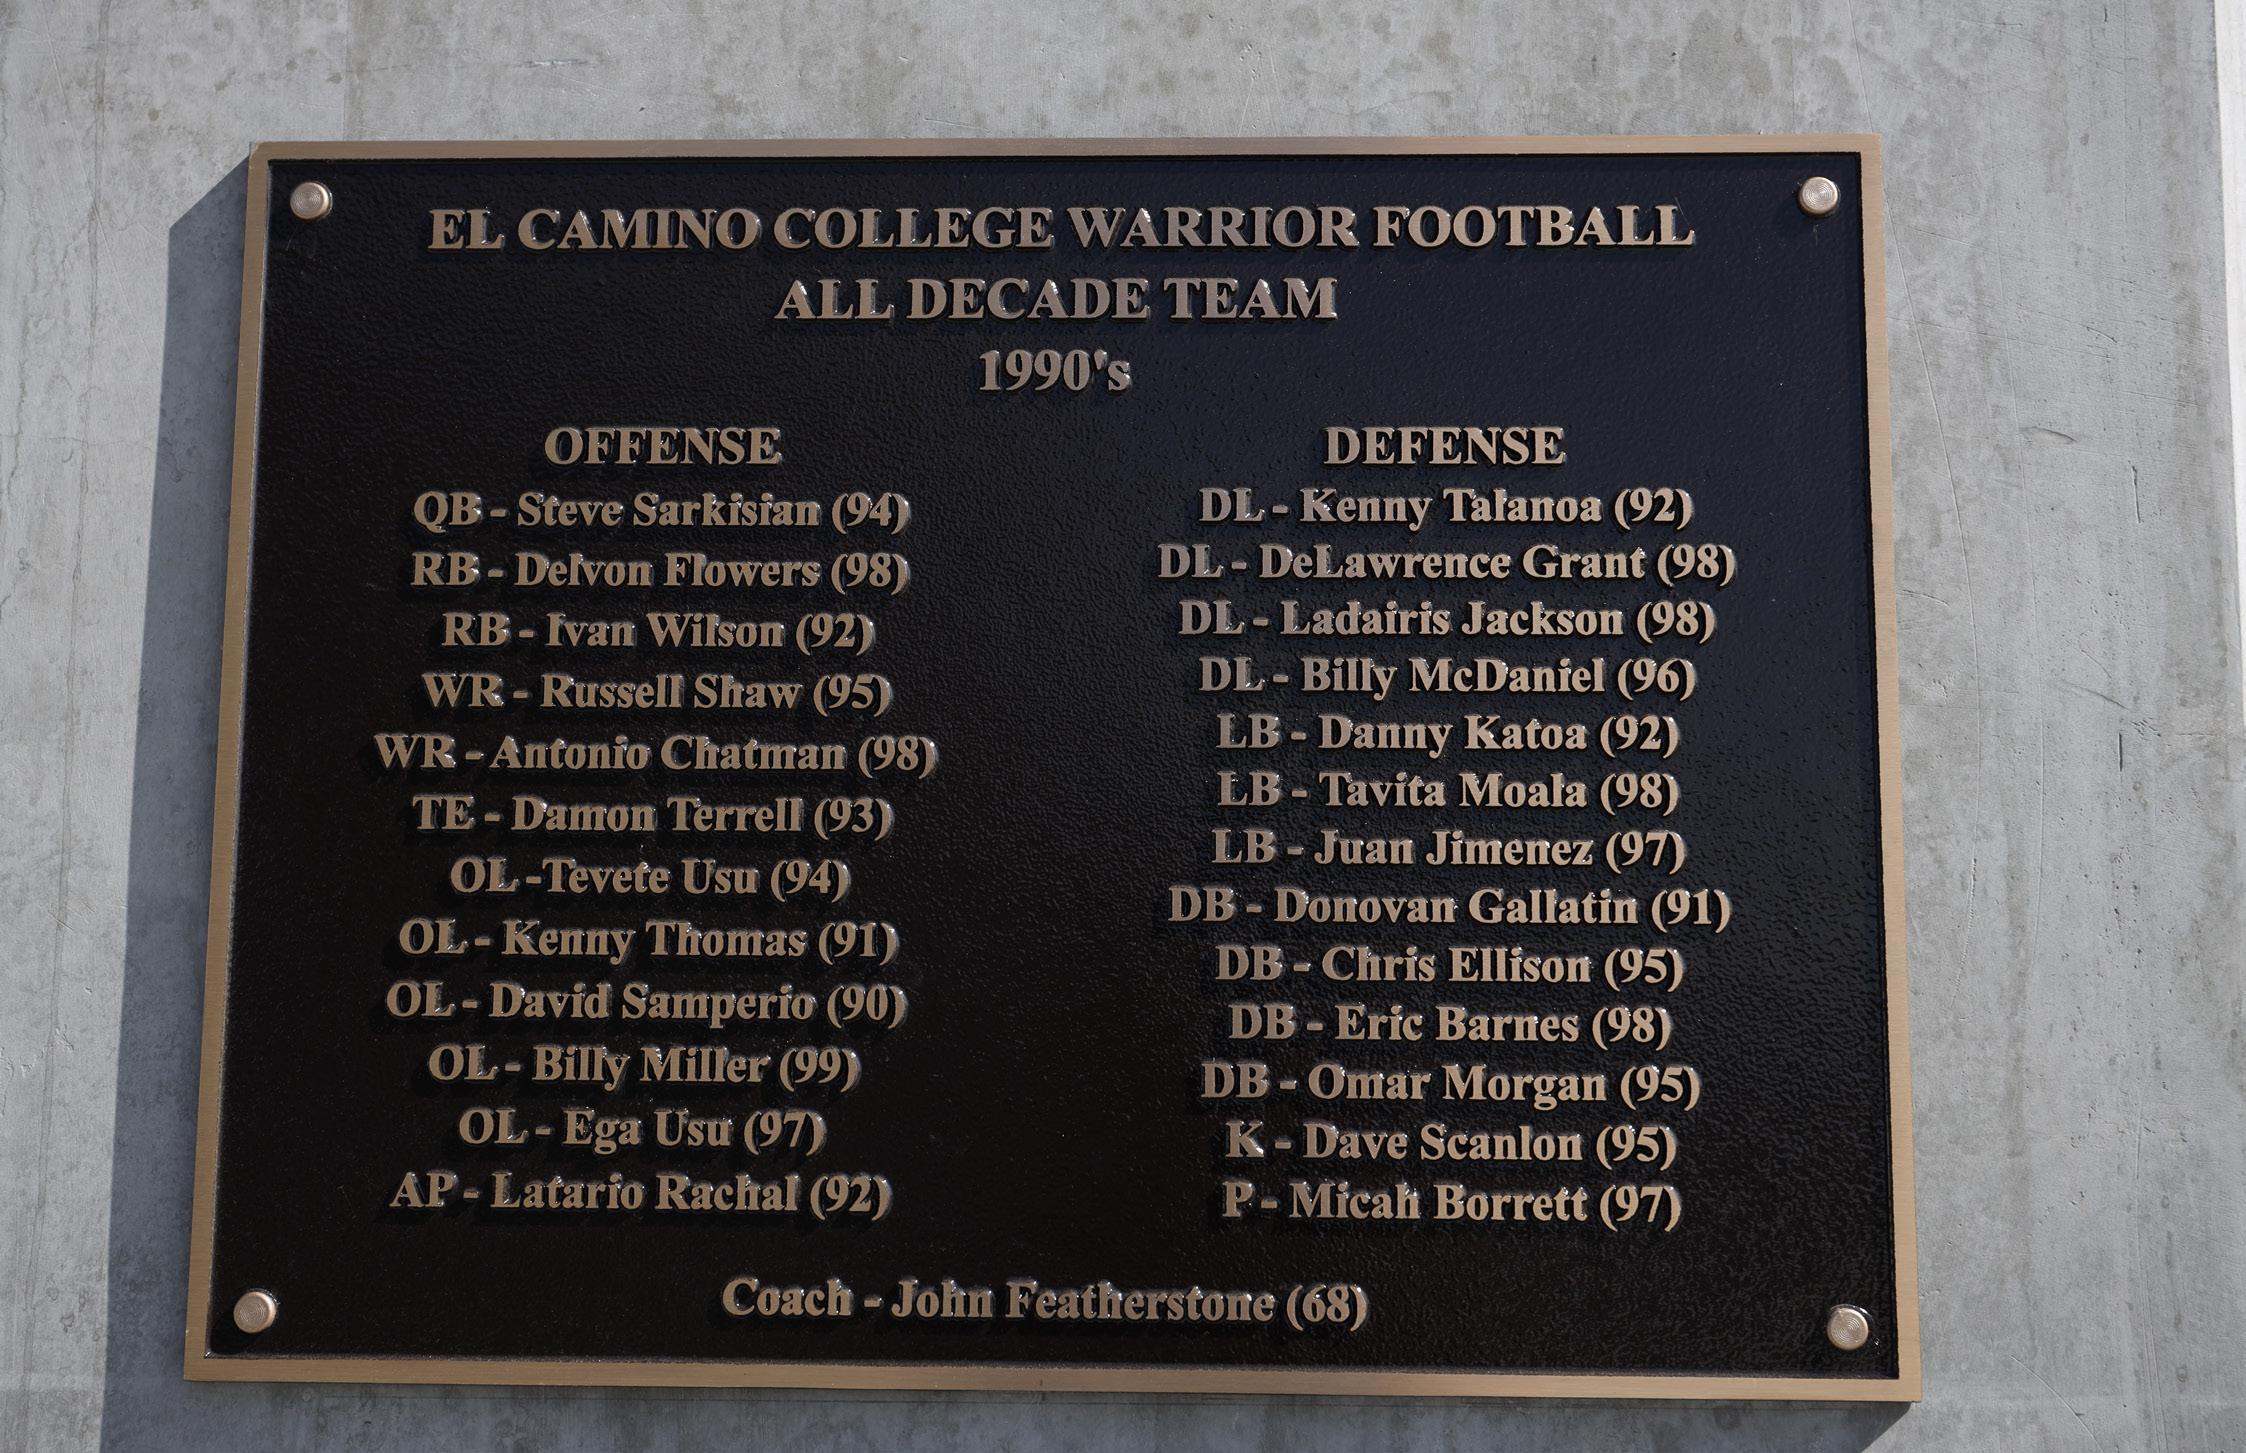 EL CAMINO COLLEGE WARRIOR FOOTBALL
ALL DECADE TEAM
1990's
OFFENSE
QB - Steve Sarkisian (94)
RB - Delvon Flowers (98)
RB - Ivan Wilson (92)
WR - Russell Shaw (95)
WR - Antonio Chatman (98)
TE - Damon Terrell (93)
OL -Tevete Usu (94)
OL - Kenny Thomas (91)
OL - David Samperio (90)
OL - Billy Miller (99)
OL - Ega Usu (97)
AP - Latario Rachal (92)
DEFENSE
DL - Kenny Talanoa (92)
DL - DeLawrence Grant (98)
DL - Ladairis Jackson (98)
DL - Billy McDaniel (96)
LB - Danny Katoa (92)
LB - Tavita Moala (98)
LB - Juan Jimenez (97)
DB - Donovan Gallatin (91)
DB - Chris Ellison (95)
DB - Eric Barnes (98)
DB - Omar Morgan (95)
K - Dave Scanlon (95)
P - Micah Borrett (97)
Coach - John Featherstone (68)